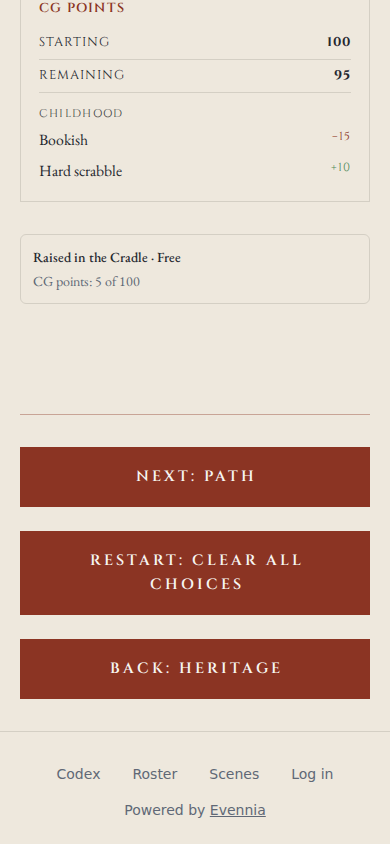 CG POINTS
STARTING 100
REMAINING 95
CHILDHOOD
Bookish −15
Hard scrabble +10
Raised in the Cradle · Free
CG points: 5 of 100
NEXT: PATH
RESTART: CLEAR ALL
CHOICES
BACK: HERITAGE
Codex Roster Scenes Log in
Powered by Evennia